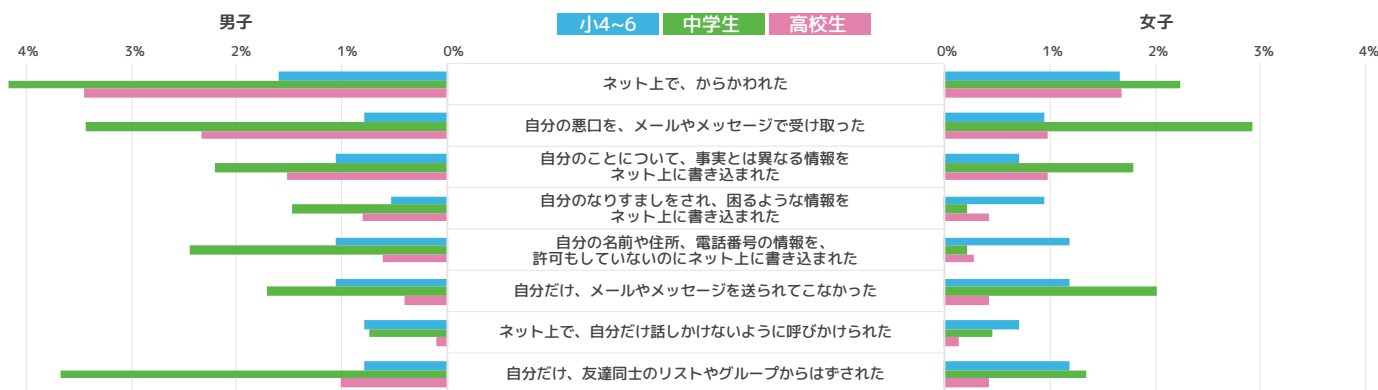 男子 小4~6 中学生 高校生 女子
4% 3% 2% 1% 0% 0% 1% 2% 3% 4%
ネット上で、からかわれた
自分の悪口を、メールやメッセージで受け取った
自分のことについて、事実とは異なる情報を
ネット上に書き込まれた
自分のなりすましをされ、困るような情報を
ネット上に書き込まれた
自分の名前や住所、電話番号の情報を、
許可もしていないのにネット上に書き込まれた
自分だけ、メールやメッセージを送られてこなかった
ネット上で、自分だけ話しかけないように呼びかけられた
自分だけ、友達同士のリストやグループからはずされた